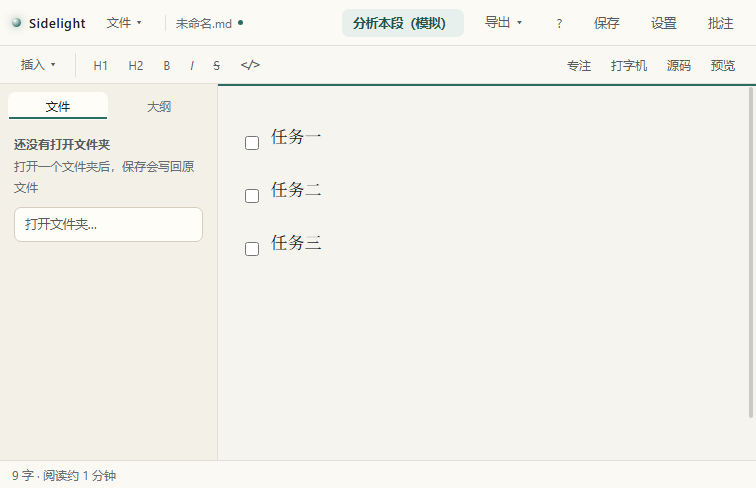 Sidelight 文件 未命名.md 分析本段（模拟） 导出 ? 保存 设置 批注
插入 H1 H2 B I S </> 专注 打字机 源码 预览
文件 大纲
还没有打开文件夹
打开一个文件夹后，保存会写回原
文件
打开文件夹...
任务一
任务二
任务三
9 字 · 阅读约 1 分钟